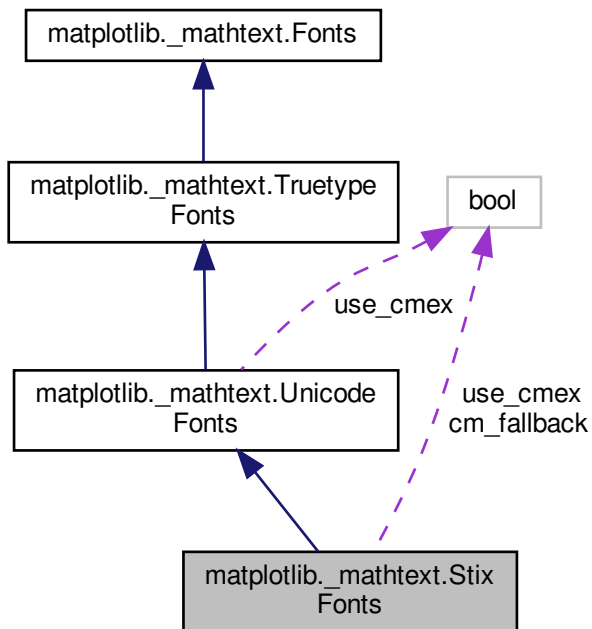 matplotlib._mathtext.Fonts
matplotlib._mathtext.Truetype
Fonts
bool
use_cmex
matplotlib._mathtext.Unicode
Fonts
use_cmex
cm_fallback
matplotlib._mathtext.Stix
Fonts